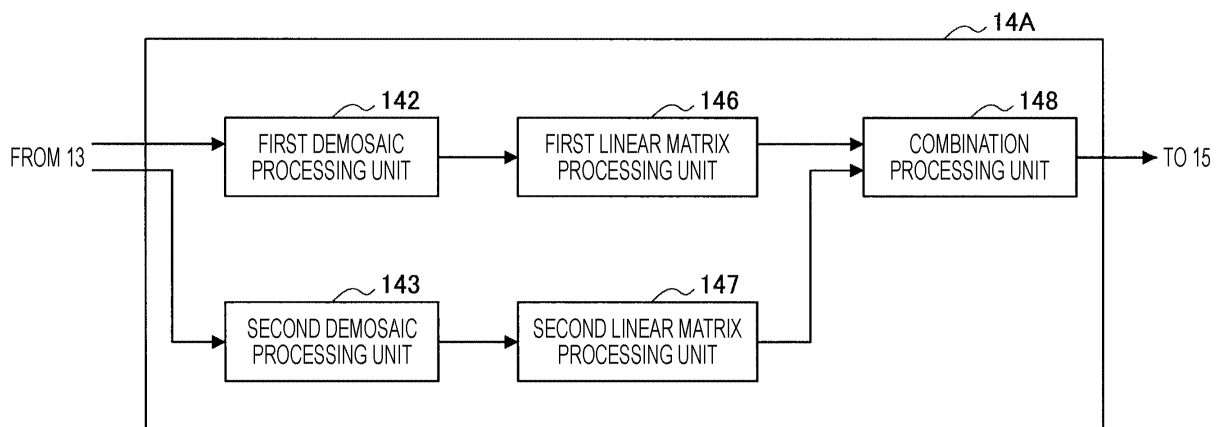 14A
142
146
148
FROM 13
FIRST DEMOSAIC
PROCESSING UNIT
FIRST LINEAR MATRIX
PROCESSING UNIT
COMBINATION
PROCESSING UNIT
TO 15
143
147
SECOND DEMOSAIC
PROCESSING UNIT
SECOND LINEAR MATRIX
PROCESSING UNIT